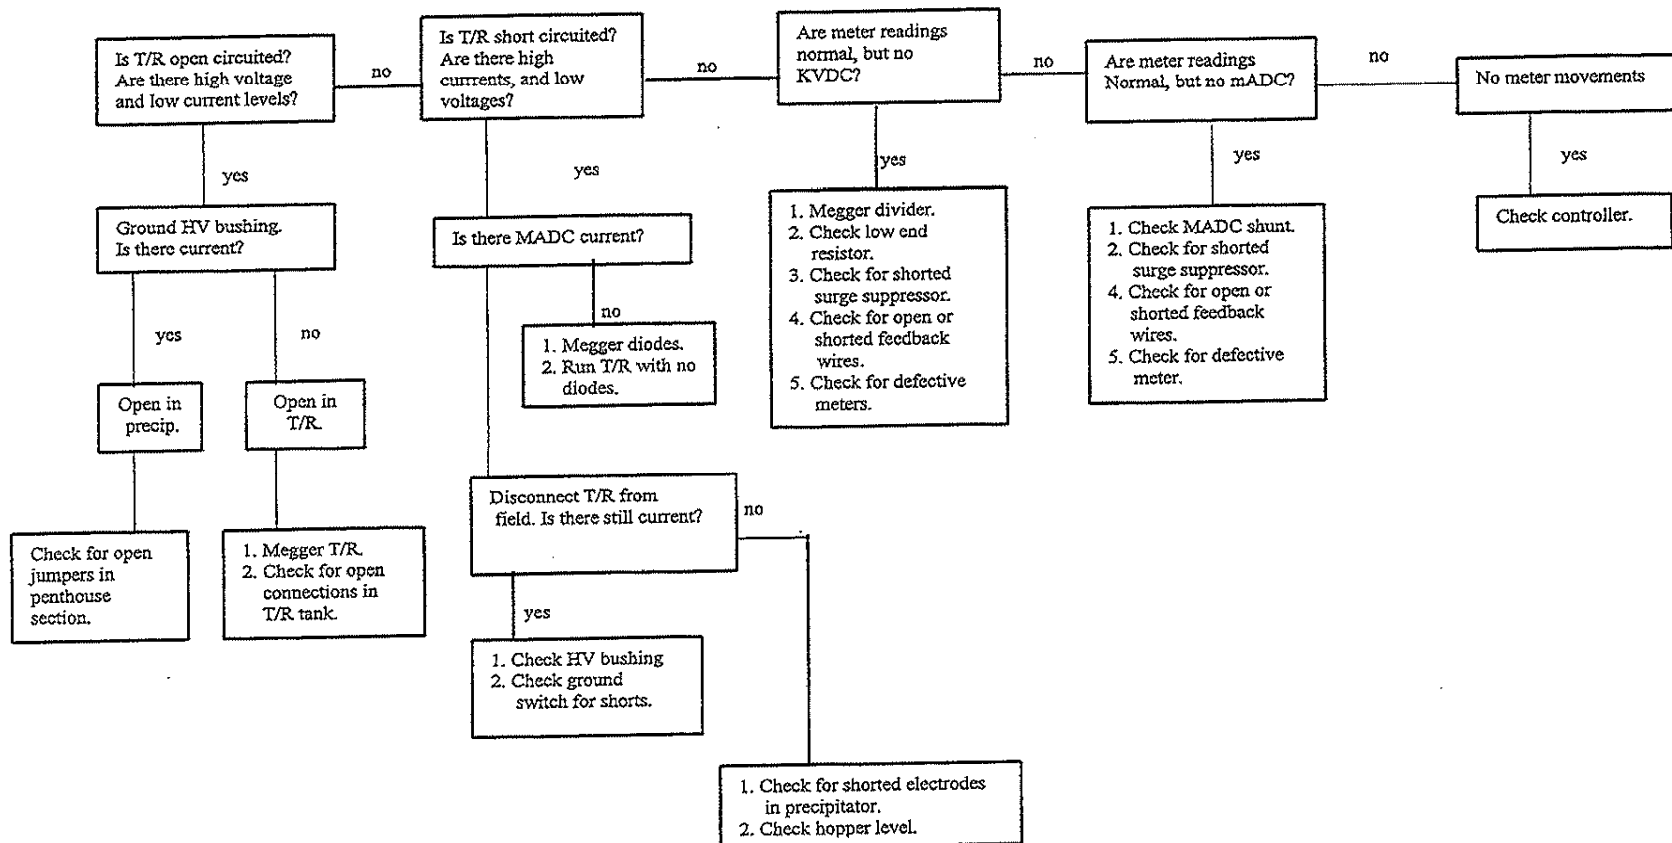 Is T/R open circuited?
Are there high voltage
and low current levels?
no
Is T/R short circuited?
Are there high
currrents, and low
voltages?
no
Are meter readings
normal, but no
KVDC?
no
Are meter readings
Normal, but no mADC?
no
No meter movements
yes
Ground HV bushing.
Is there current?
yes
Is there MADC current?
yes
1. Megger divider.
2. Check low end
resistor.
3. Check for shorted
surge suppressor.
4. Check for open or
shorted feedback
wires.
5. Check for defective
meters.
yes
1. Check MADC shunt.
2. Check for shorted
surge suppressor.
4. Check for open or
shorted feedback
wires.
5. Check for defective
meter.
yes
Check controller.
yes
no
no
1. Megger diodes.
2. Run T/R with no
diodes.
Open in
precip.
Open in
T/R.
Disconnect T/R from
field. Is there still current?
no
Check for open
jumpers in
penthouse
section.
1. Megger T/R.
2. Check for open
connections in
T/R tank.
yes
1. Check HV bushing
2. Check ground
switch for shorts.
1. Check for shorted electrodes
in precipitator.
2. Check hopper level.